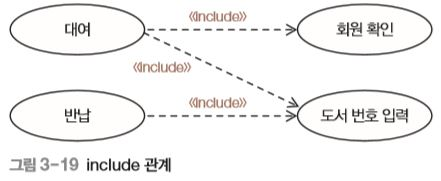 대여
《include》
회원 확인
《include》
반납
《include》
도서 번호 입력
그림 3-19 include 관계